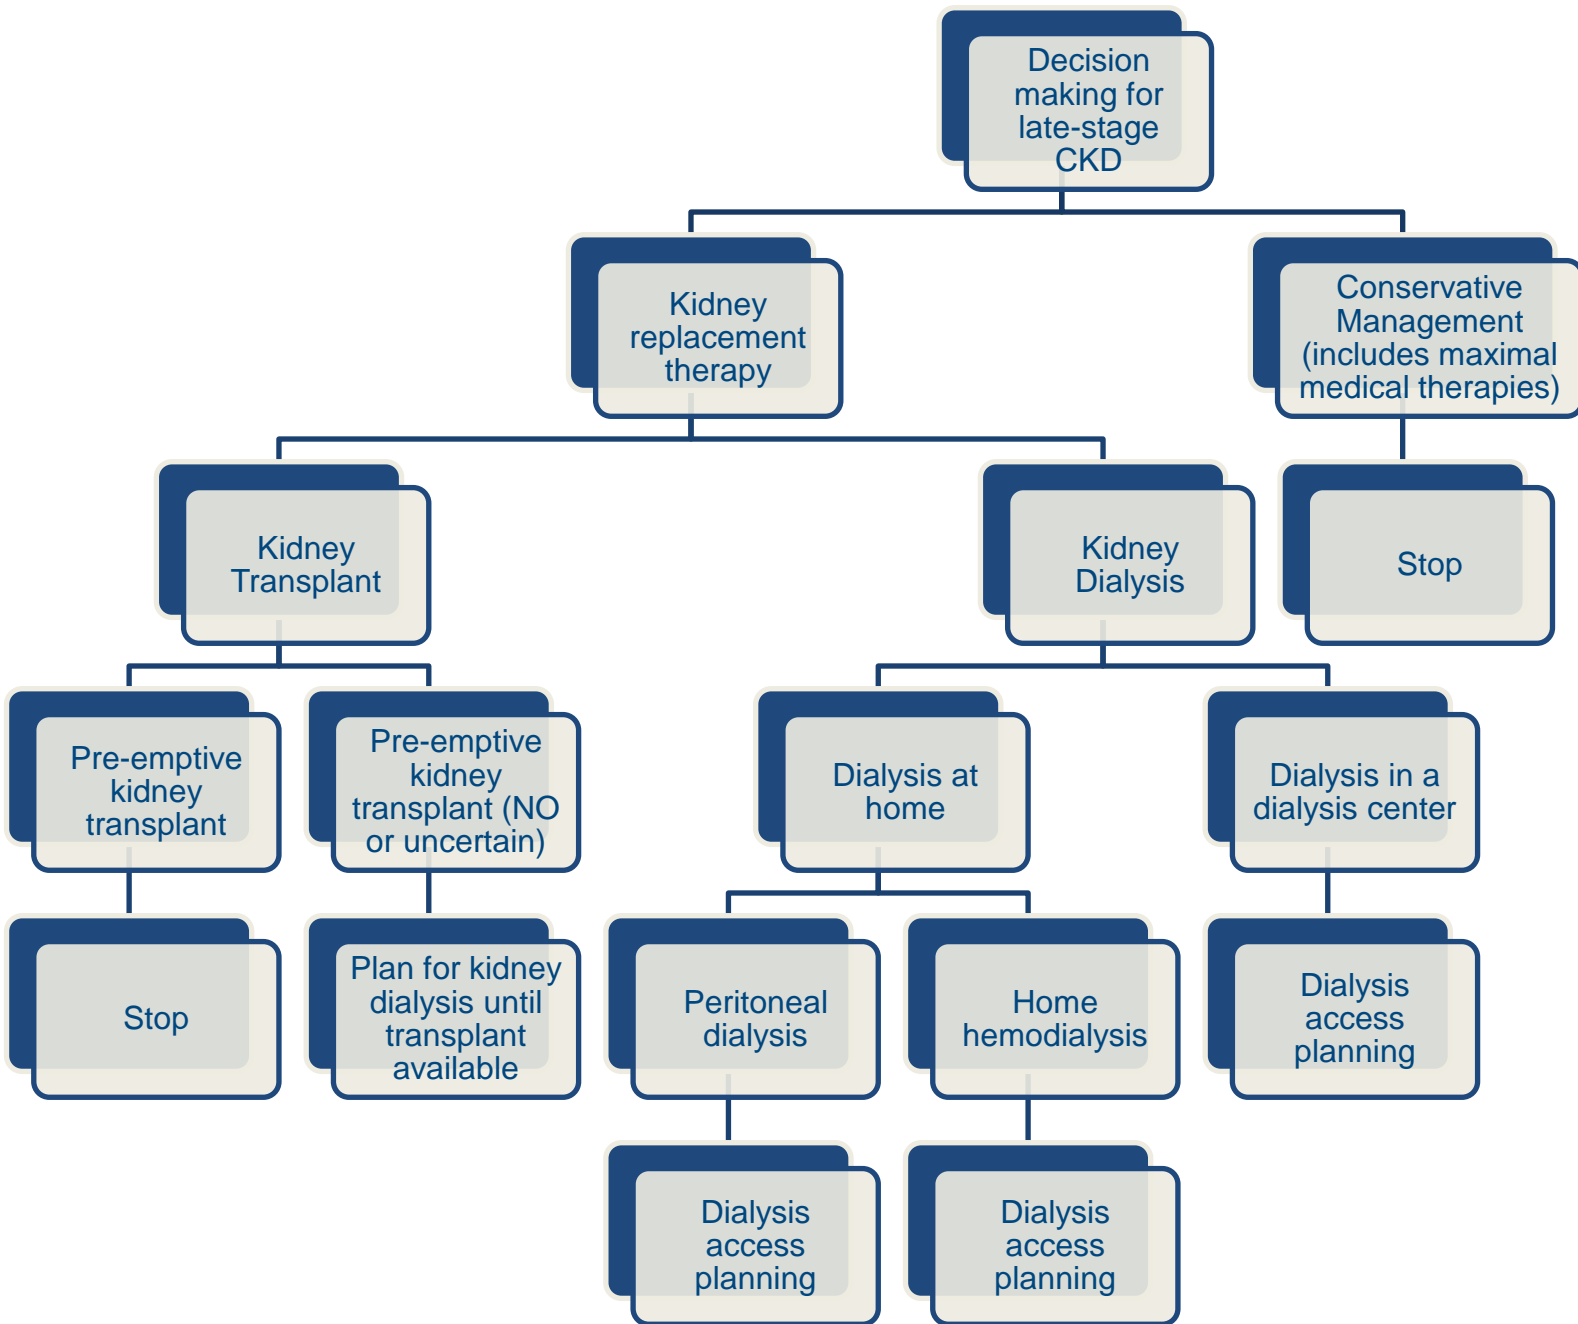 Decision
making for
late-stage
CKD
Kidney
replacement
therapy
Conservative
Management
(includes maximal
medical therapies)
Kidney
Transplant
Kidney
Dialysis
Stop
Pre-emptive
kidney
transplant
Pre-emptive
kidney
transplant (NO
or uncertain)
Dialysis at
home
Dialysis in a
dialysis center
Stop
Plan for kidney
dialysis until
transplant
available
Peritoneal
dialysis
Home
hemodialysis
Dialysis
access
planning
Dialysis
access
planning
Dialysis
access
planning